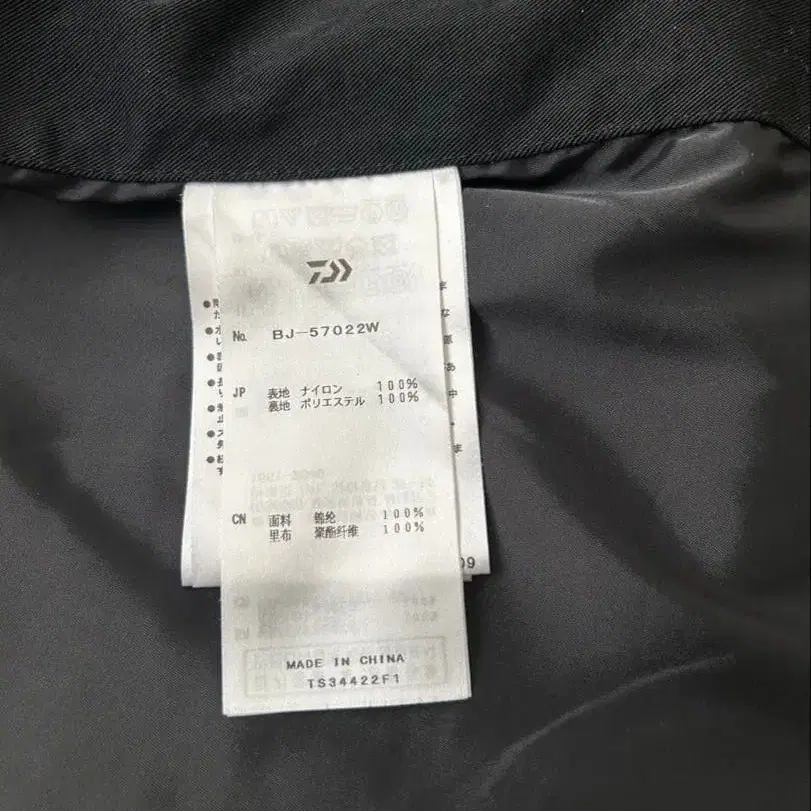 No. BJ-57022W
JP 表地 ナイロン 100%
裏地 ポリエステル 100%
CN 面料 锦纶 100%
里布 聚酯纤维 100%
MADE IN CHINA
TS34422F1
09